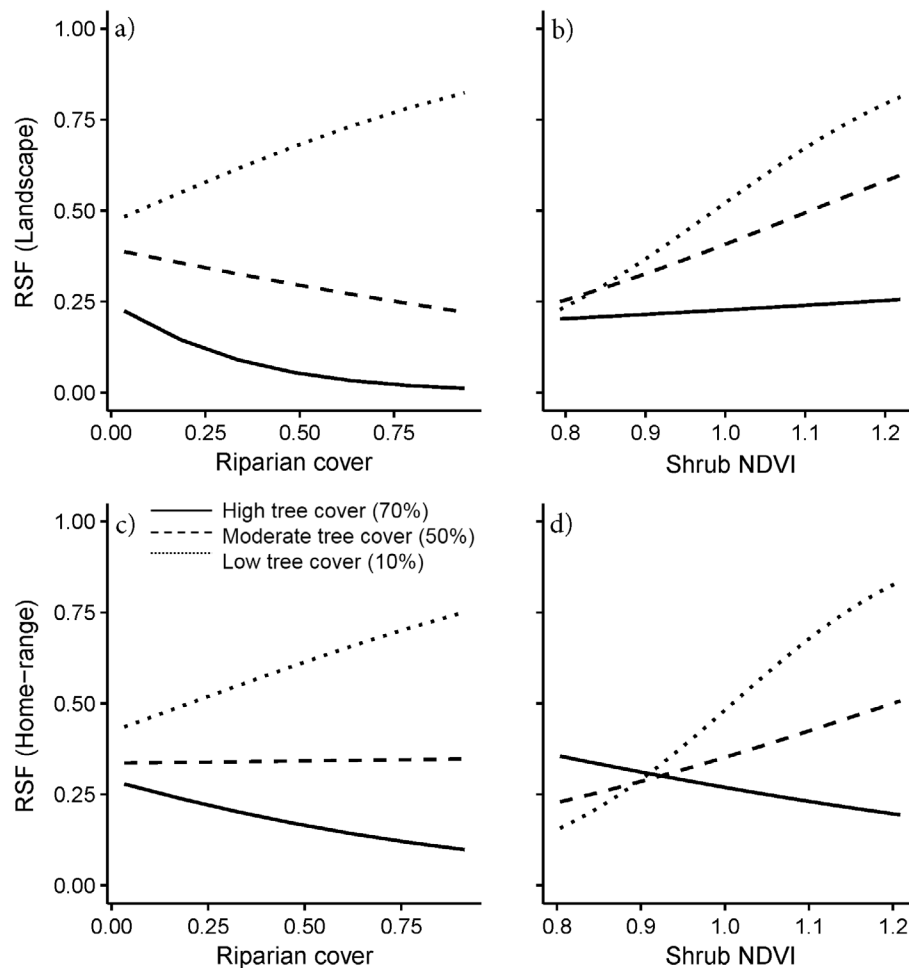 a)
1.00
0.75
0.50
0.25
0.00
RSF (Landscape)
0.00 0.25 0.50 0.75
Riparian cover
b)
0.8 0.9 1.0 1.1 1.2
Shrub NDVI
c)
High tree cover (70%)
Moderate tree cover (50%)
Low tree cover (10%)
1.00
0.75
0.50
0.25
0.00
RSF (Home−range)
0.00 0.25 0.50 0.75
Riparian cover
d)
0.8 0.9 1.0 1.1 1.2
Shrub NDVI